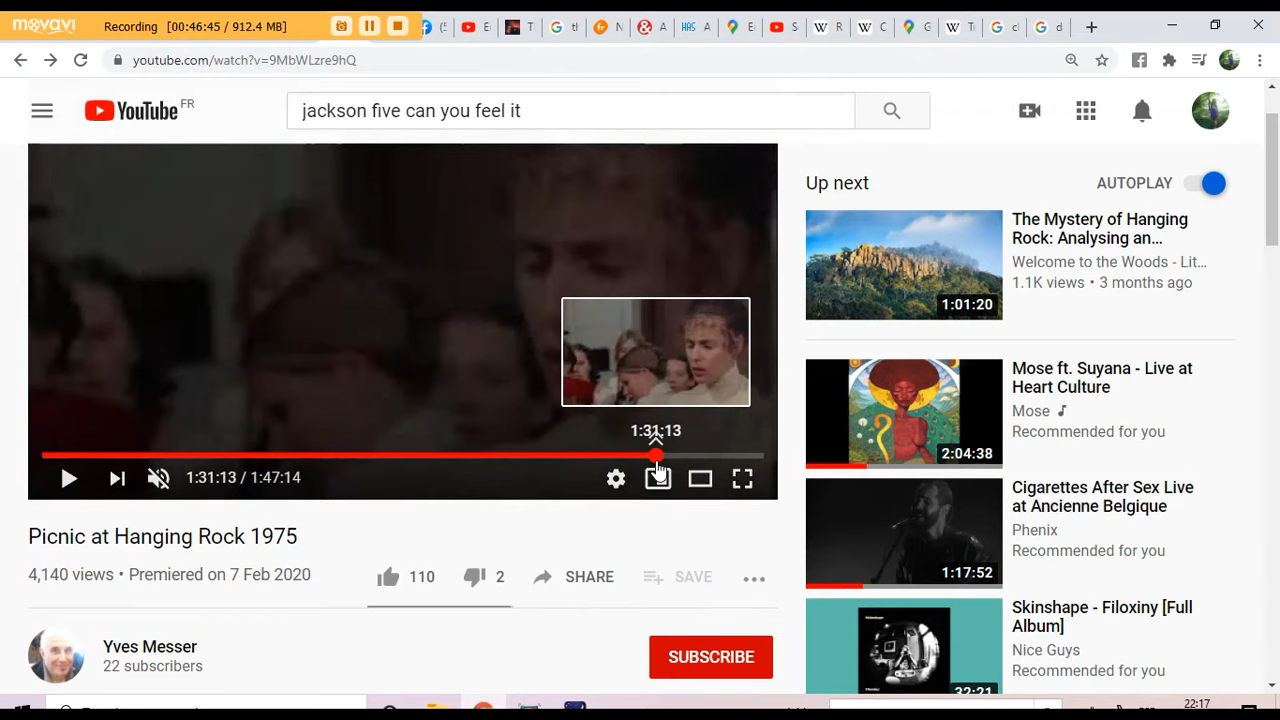 movavi
Recording [00:46:45 / 912.4 MB]
youtube.com/watch?v=9MbWLzre9hQ
YouTube FR
jackson five can you feel it
1:31:13
1:31:13 / 1:47:14
Picnic at Hanging Rock 1975
4,140 views • Premiered on 7 Feb 2020
110
2
SHARE
SAVE
Yves Messer
22 subscribers
SUBSCRIBE
Up next
AUTOPLAY
The Mystery of Hanging
Rock: Analysing an...
Welcome to the Woods - Lit...
1.1K views • 3 months ago
1:01:20
Mose ft. Suyana - Live at
Heart Culture
Mose
Recommended for you
2:04:38
Cigarettes After Sex Live
at Ancienne Belgique
Phenix
Recommended for you
1:17:52
Skinshape - Filoxiny [Full
Album]
Nice Guys
Recommended for you
32:21
22:17